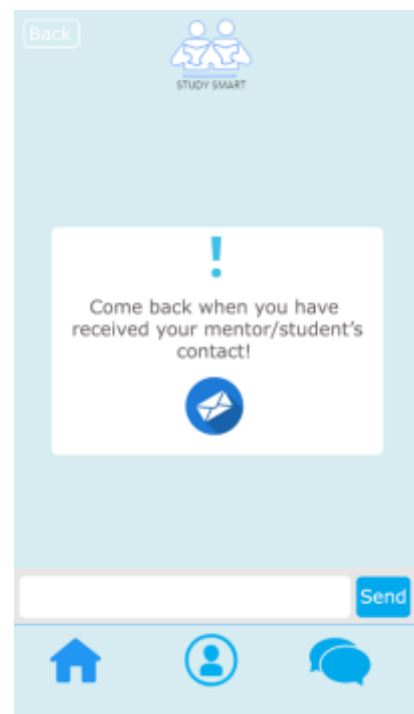 Back
STUDY SMART
!
Come back when you have
received your mentor/student's
contact!
Send